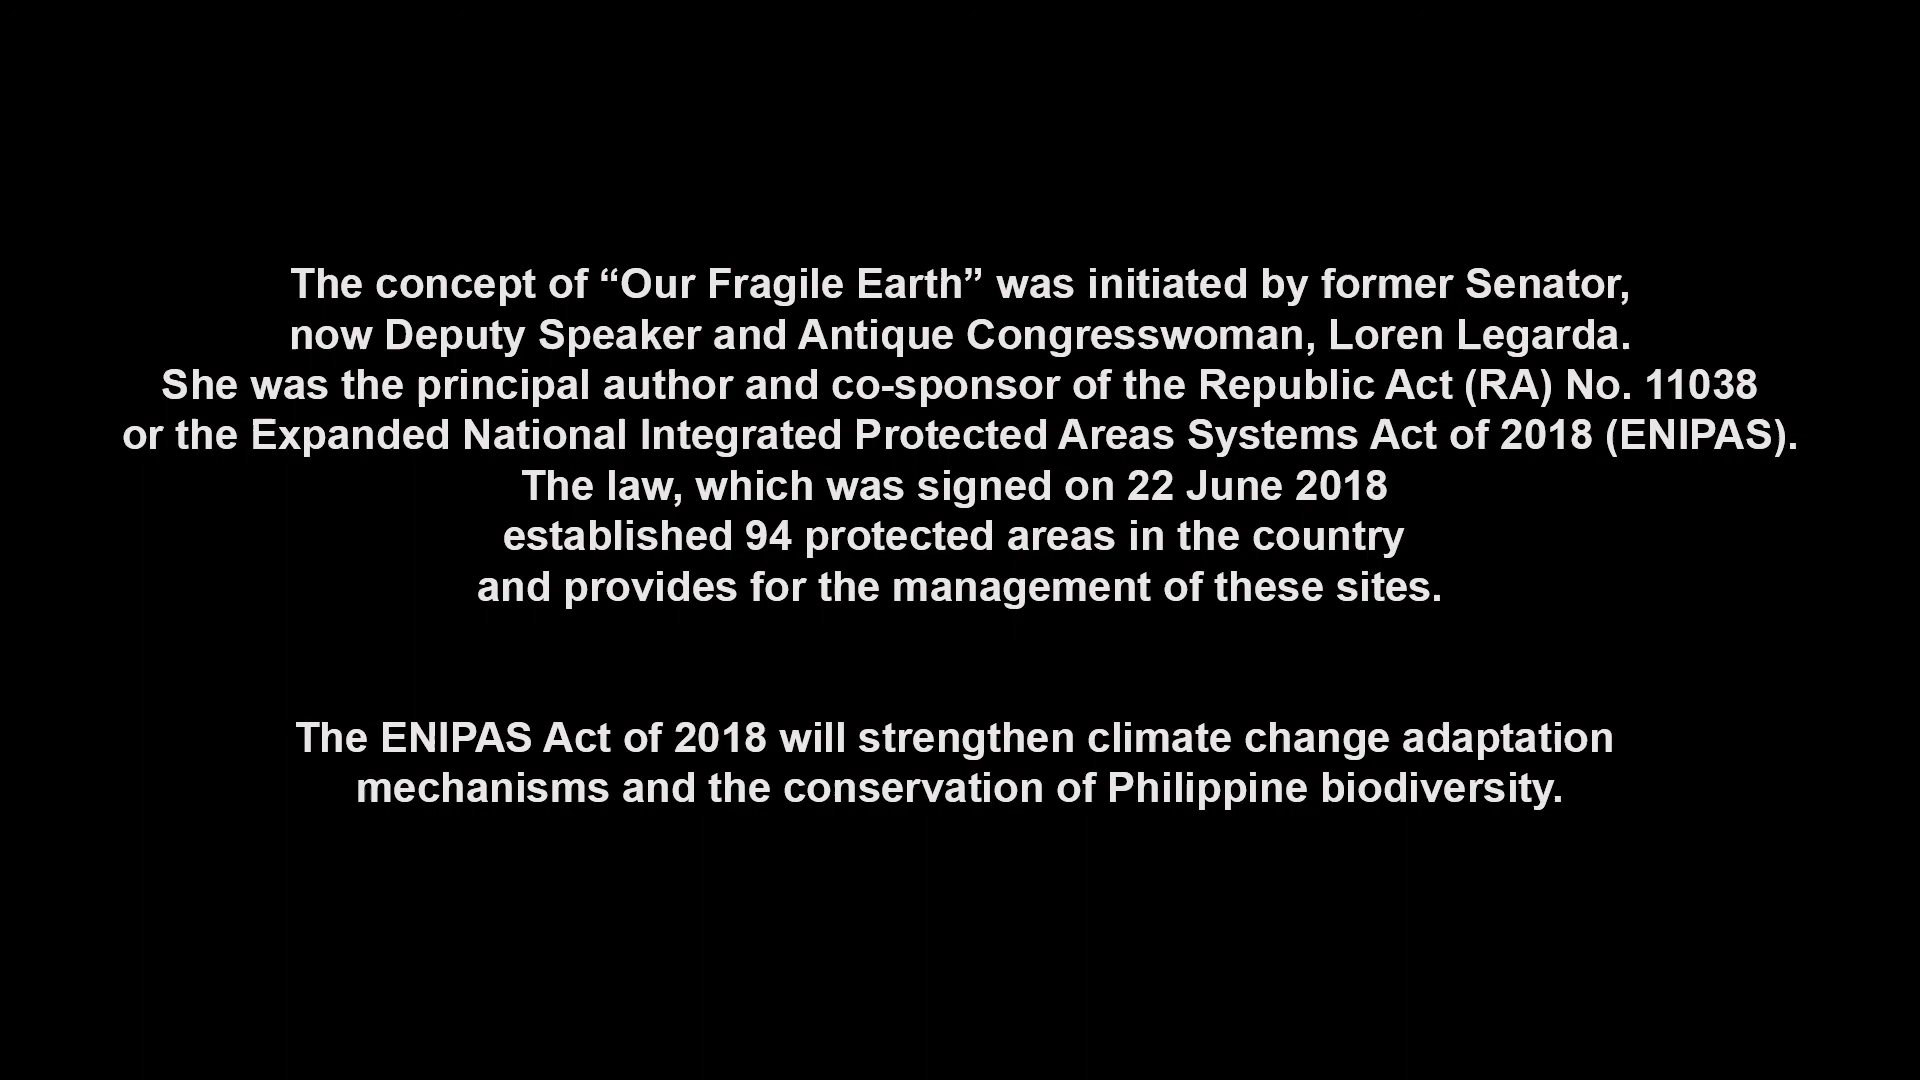 The concept of “Our Fragile Earth” was initiated by former Senator,
now Deputy Speaker and Antique Congresswoman, Loren Legarda.
She was the principal author and co-sponsor of the Republic Act (RA) No. 11038
or the Expanded National Integrated Protected Areas Systems Act of 2018 (ENIPAS).
The law, which was signed on 22 June 2018
established 94 protected areas in the country
and provides for the management of these sites.
The ENIPAS Act of 2018 will strengthen climate change adaptation
mechanisms and the conservation of Philippine biodiversity.